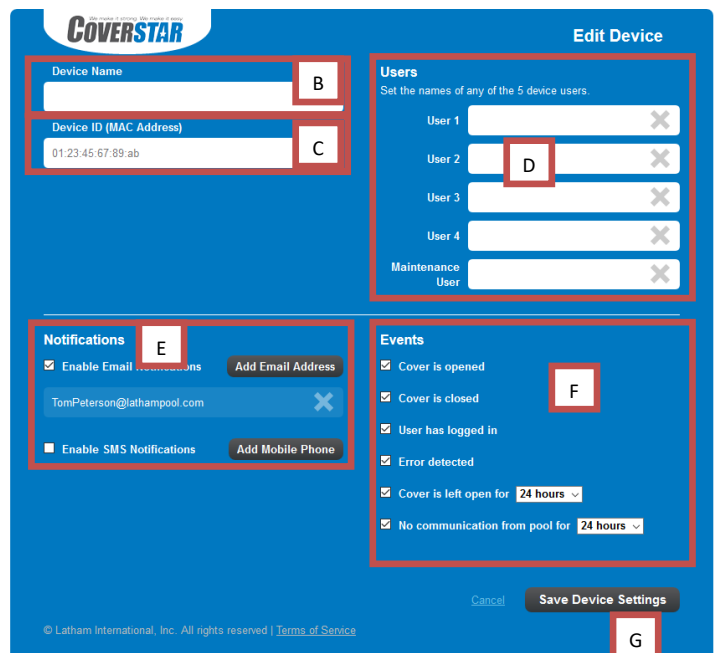 We make it strong. We make it easy.
COVERSTAR
Edit Device
Device Name
B
Device ID (MAC Address)
01:23:45:67:89:ab
C
Users
Set the names of any of the 5 device users.
User 1
User 2
D
User 3
User 4
Maintenance
User
Notifications
E
Enable Email Notifications
Add Email Address
TomPeterson@lathampool.com
Enable SMS Notifications
Add Mobile Phone
Events
Cover is opened
F
Cover is closed
User has logged in
Error detected
Cover is left open for 24 hours
No communication from pool for 24 hours
Cancel
Save Device Settings
G
© Latham International, Inc. All rights reserved | Terms of Service